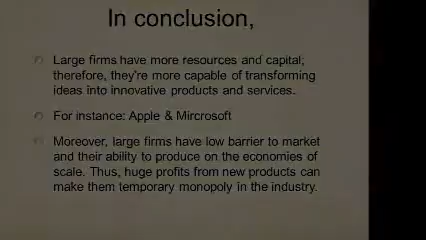 In conclusion,
Large firms have more resources and capital;
therefore, they're more capable of transforming
ideas into innovative products and services.
For instance: Apple & Mircrosoft
Moreover, large firms have low barrier to market
and their ability to produce on the economies of
scale. Thus, huge profits from new products can
make them temporary monopoly in the industry.